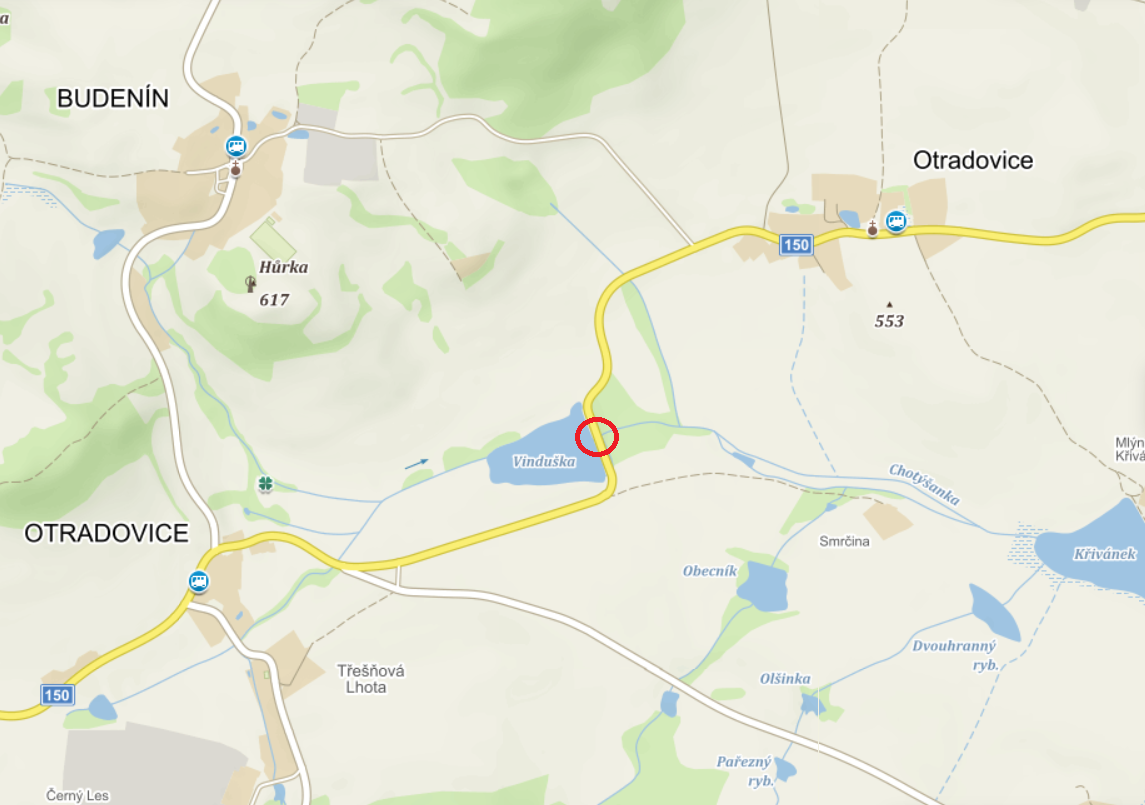 a
BUDENÍN
Otradovice
150
Hůrka
617
553
Vinduška
Mlýn
Křivá
Chotýšanka
OTRADOVICE
Smrčina
Křivánek
Obecník
Dvouhranný
ryb.
Třešňová
Lhota
Olšinka
150
Pařezný
ryb.
Černý Les